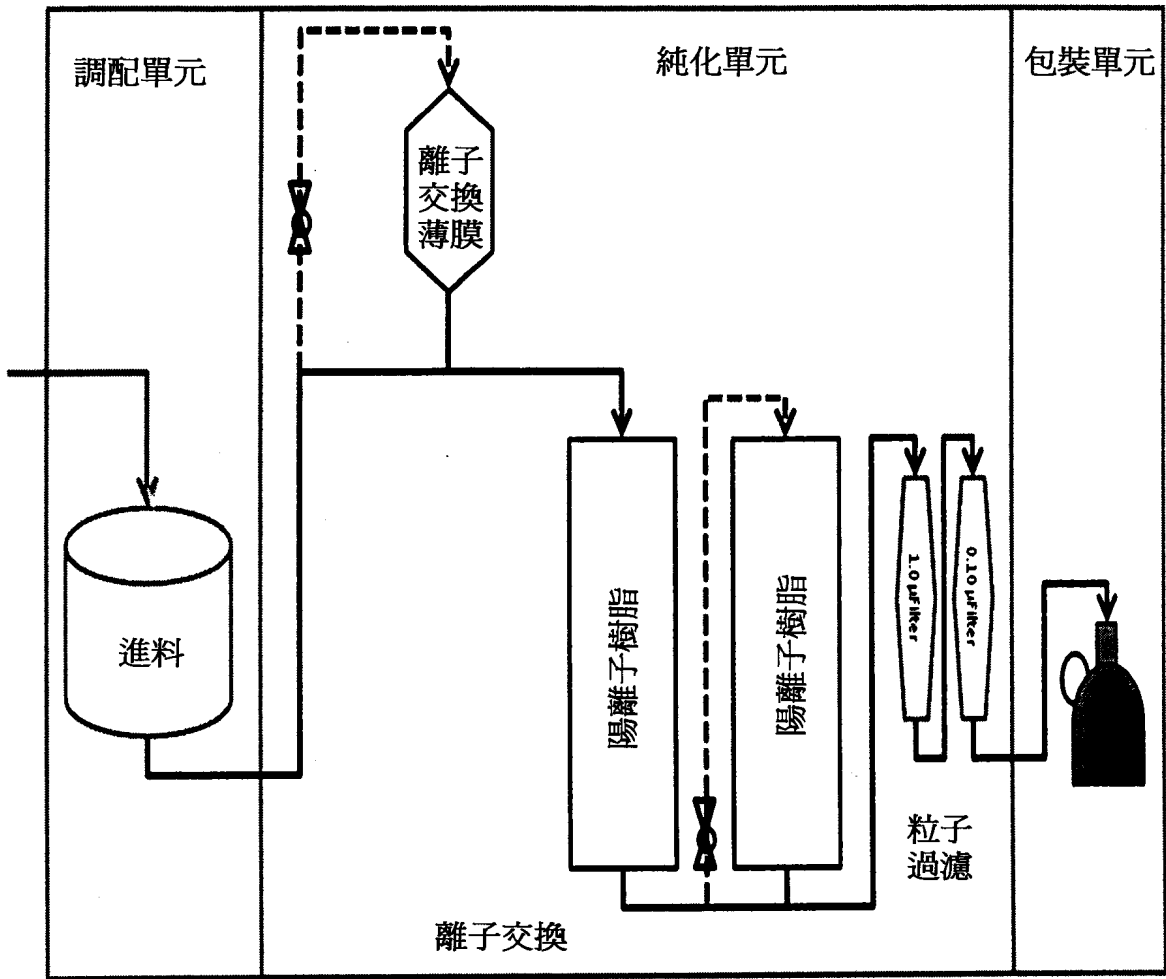 調配單元
純化單元
包裝單元
離子
交換
薄膜
進料
陽離子樹脂
陽離子樹脂
1.0 μFilter
0.10 μFilter
粒子
過濾
離子交換